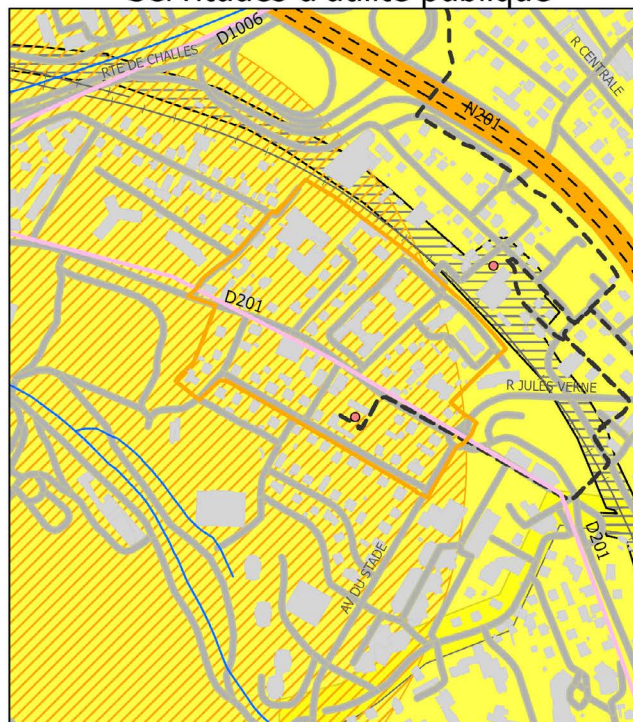 Servitudes d'utilité publique
D1006
RTE DE CHALLES
R CENTRALE
N201
D201
R JULES VERNE
D201
AV DU STADE